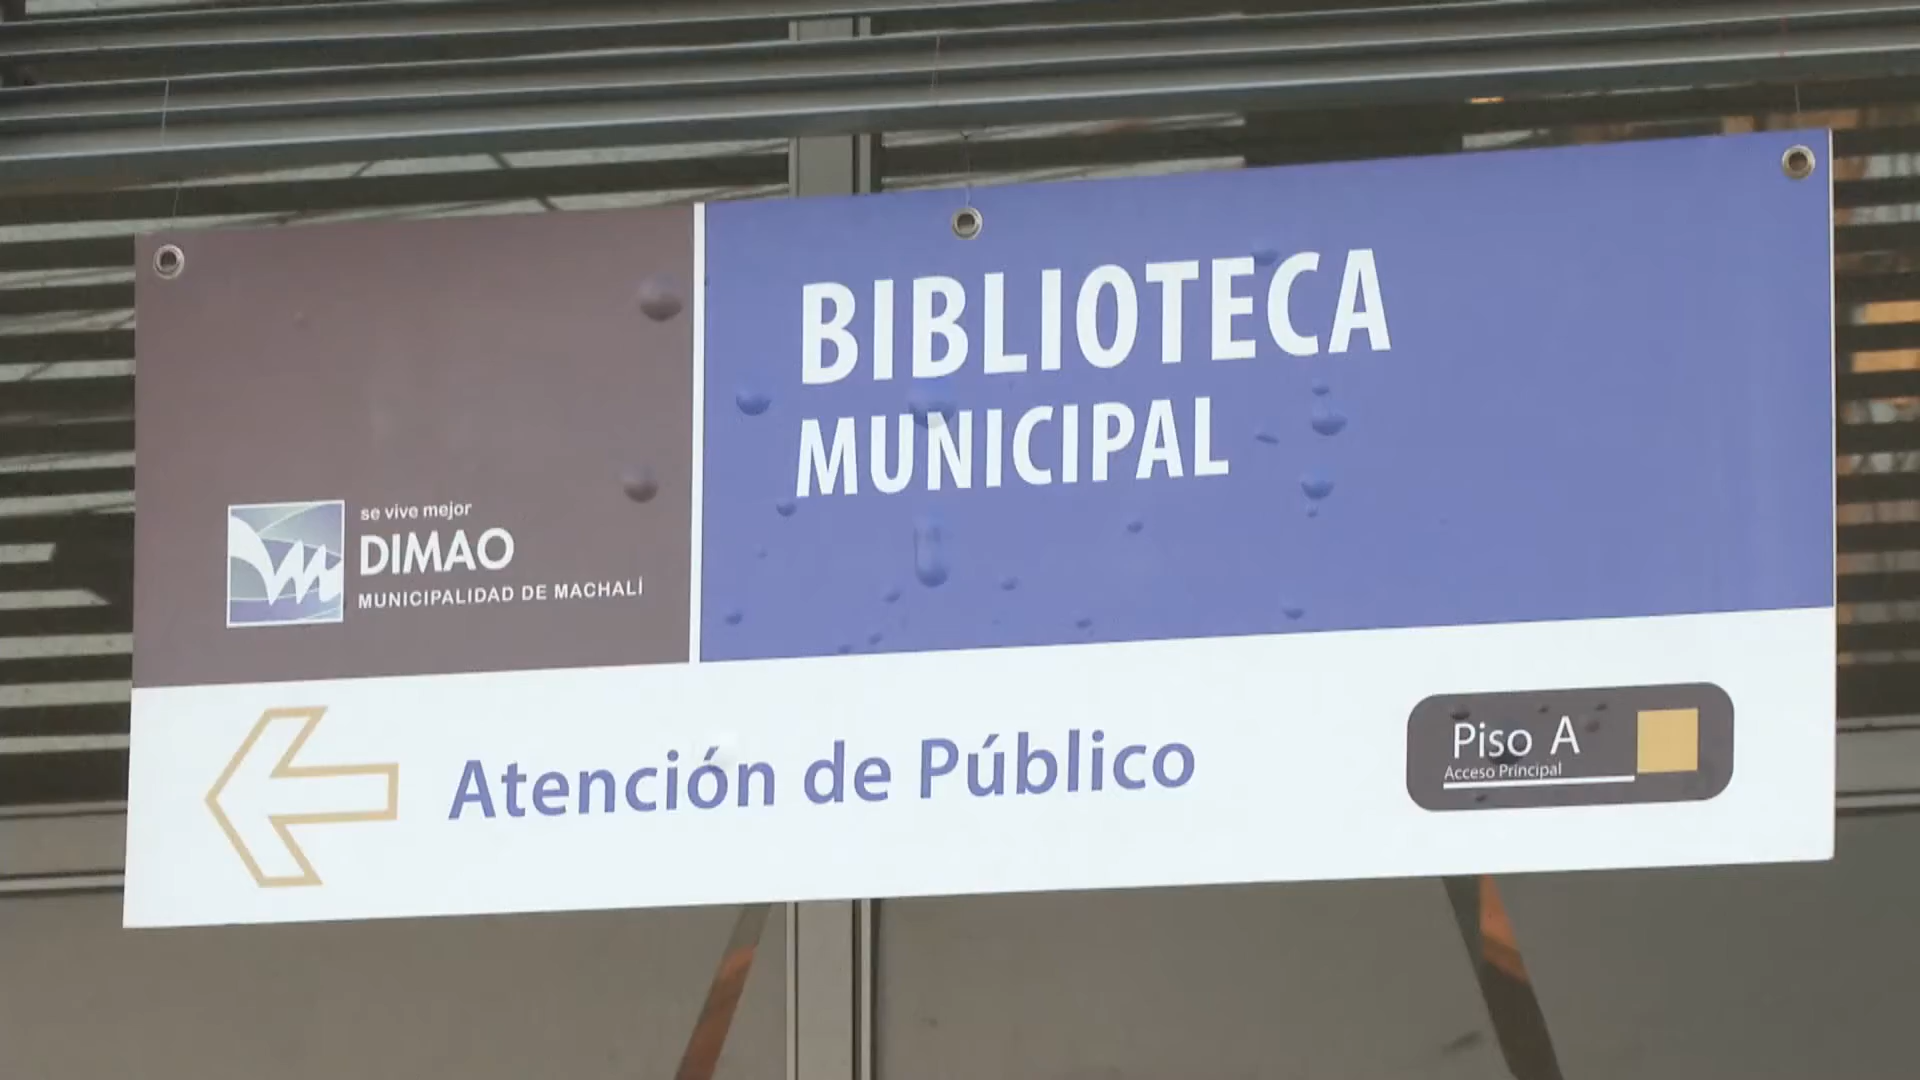 BIBLIOTECA
MUNICIPAL
se vive mejor
DIMAO
MUNICIPALIDAD DE MACHALÍ
Atención de Público
Piso A
Acceso Principal